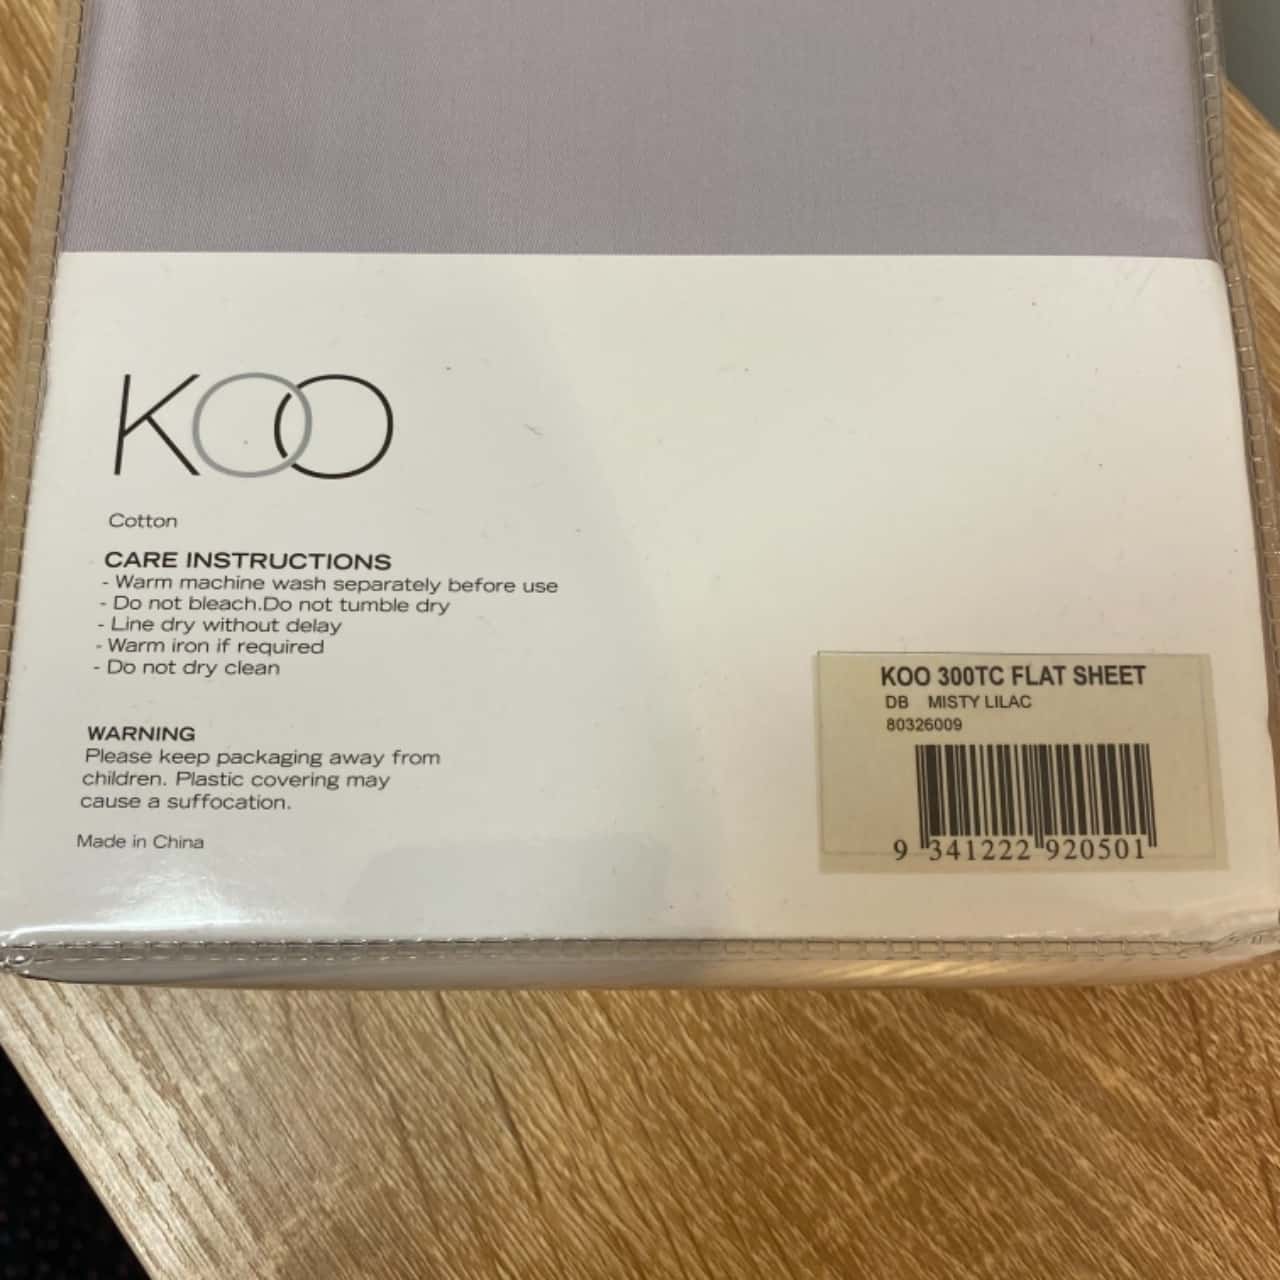 KOO
Cotton
CARE INSTRUCTIONS
- Warm machine wash separately before use
- Do not bleach.Do not tumble dry
- Line dry without delay
- Warm iron if required
- Do not dry clean
WARNING
Please keep packaging away from
children. Plastic covering may
cause a suffocation.
Made in China
KOO 300TC FLAT SHEET
DB MISTY LILAC
80326009
9 341222 920501